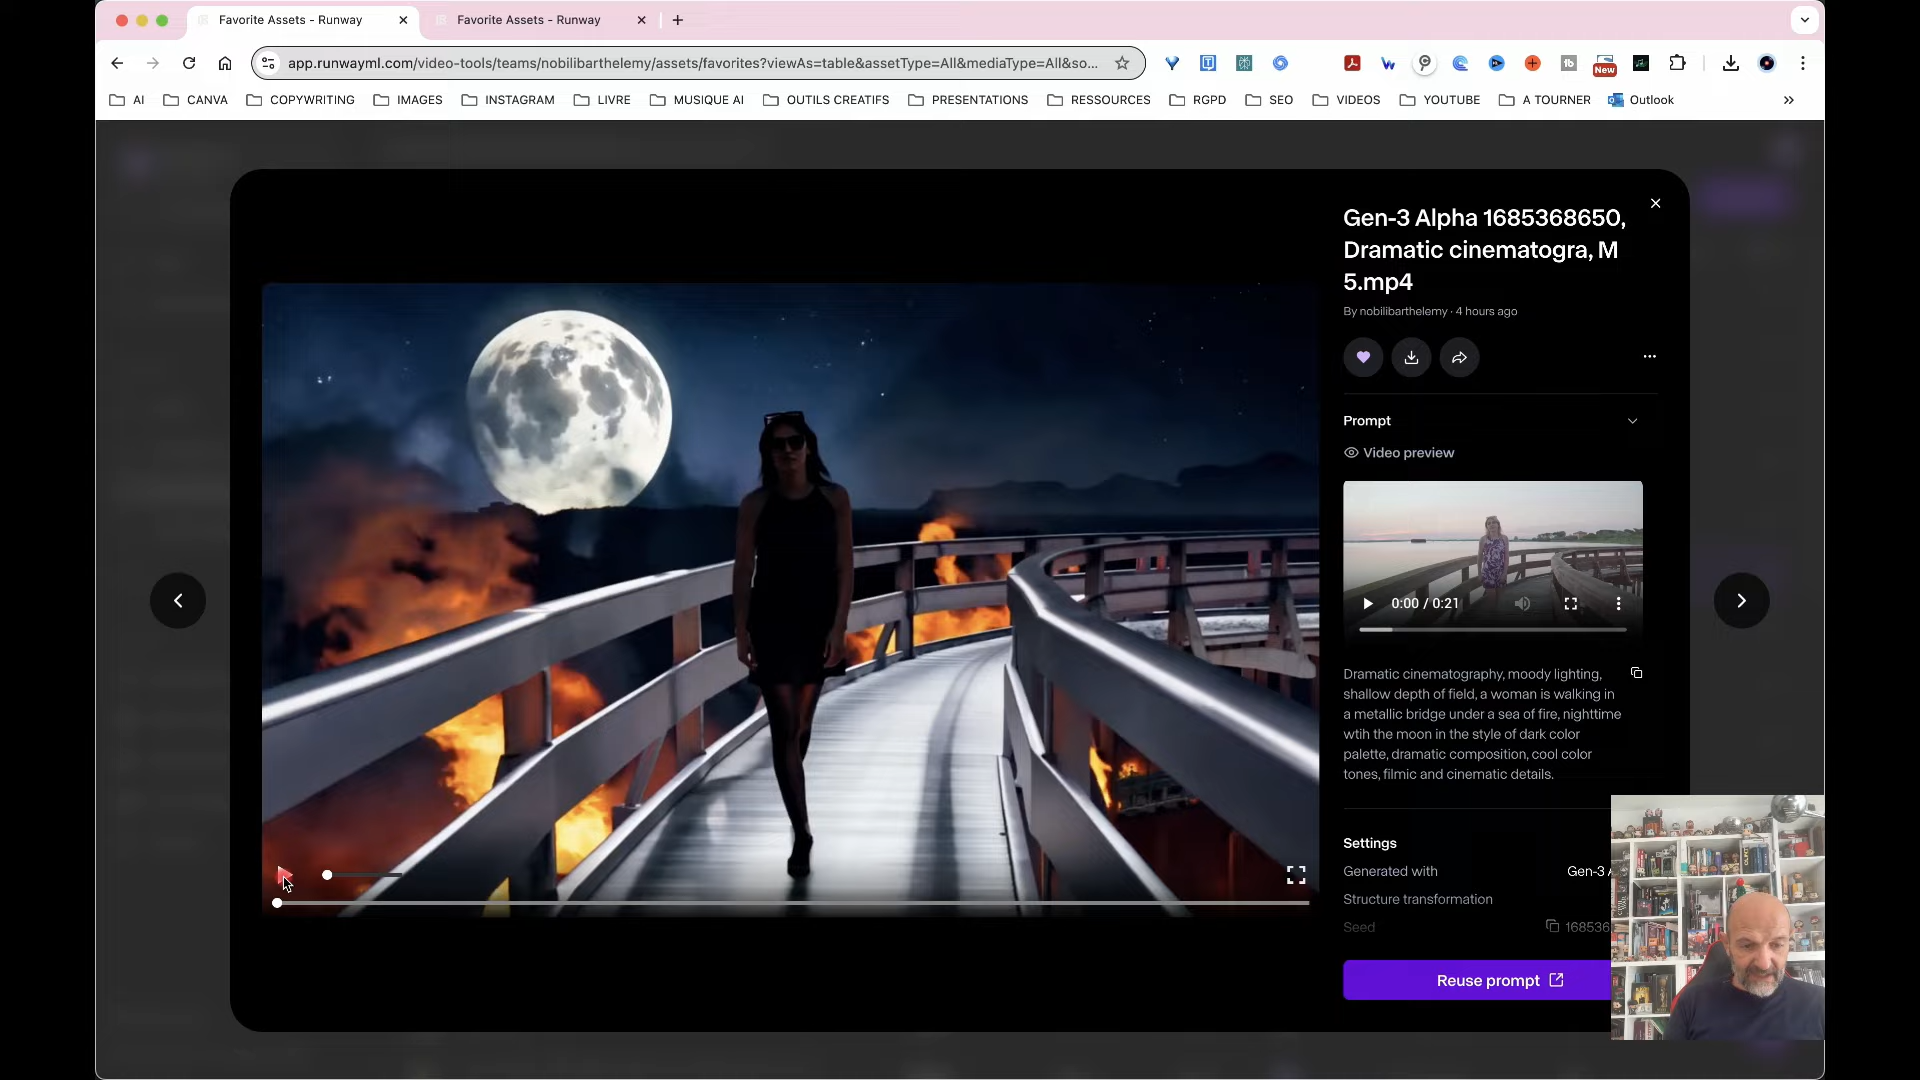 Favorite Assets - Runway
Favorite Assets - Runway
app.runwayml.com/video-tools/teams/nobilibarthelemy/assets/favorites?viewAs=table&assetType=All&mediaType=All&so...
New
AI
CANVA
COPYWRITING
IMAGES
INSTAGRAM
LIVRE
MUSIQUE AI
OUTILS CREATIFS
PRESENTATIONS
RESSOURCES
RGPD
SEO
VIDEOS
YOUTUBE
A TOURNER
Outlook
Gen-3 Alpha 1685368650,
Dramatic cinematogra, M
5.mp4
By nobilibarthelemy · 4 hours ago
Prompt
Video preview
0:00 / 0:21
Dramatic cinematography, moody lighting,
shallow depth of field, a woman is walking in
a metallic bridge under a sea of fire, nighttime
wtih the moon in the style of dark color
palette, dramatic composition, cool color
tones, filmic and cinematic details.
Settings
Generated with
Gen-3
Structure transformation
Seed
168536
Reuse prompt